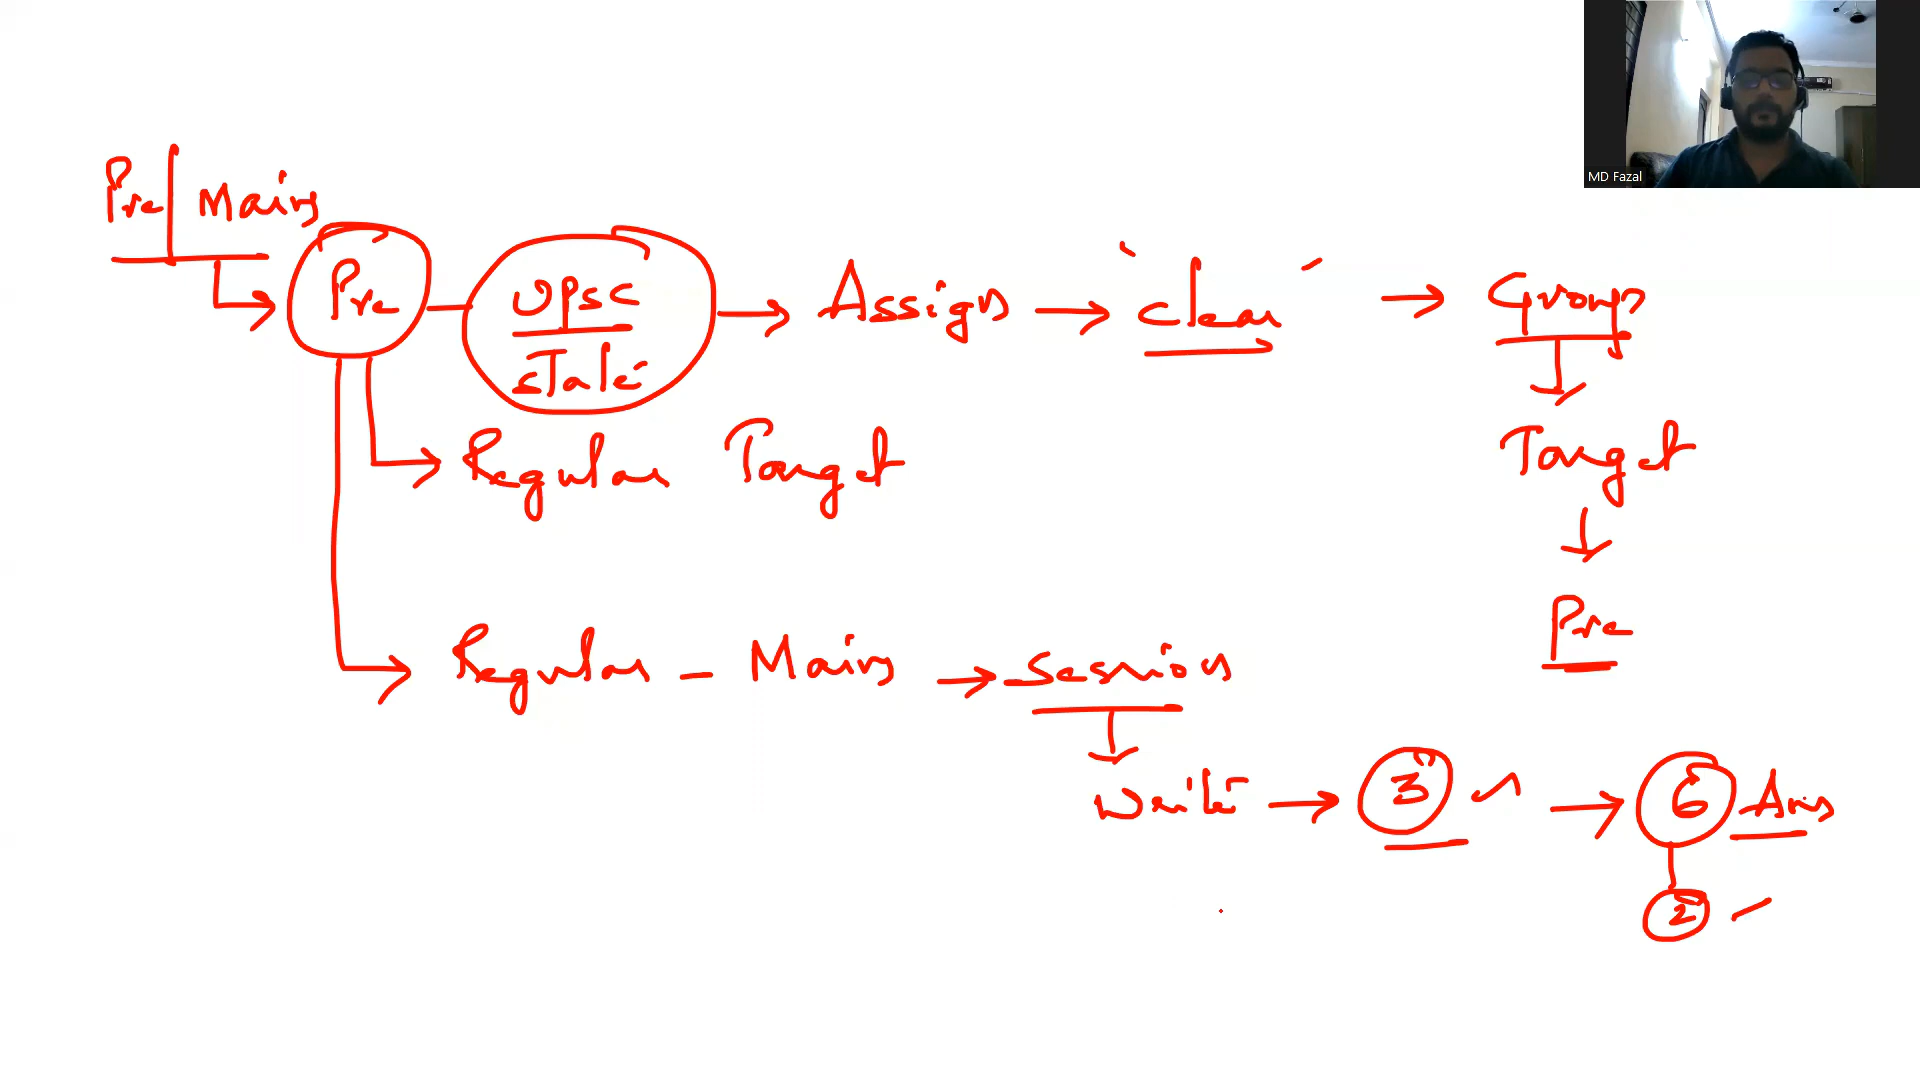 MD Fazal
Pre | Mains
Pre - UPSC → Assign → "clear" → Group
State
Regular Target
Target
Pre
Regular - Mains → Session
Write → 3 → 6 Ans
2